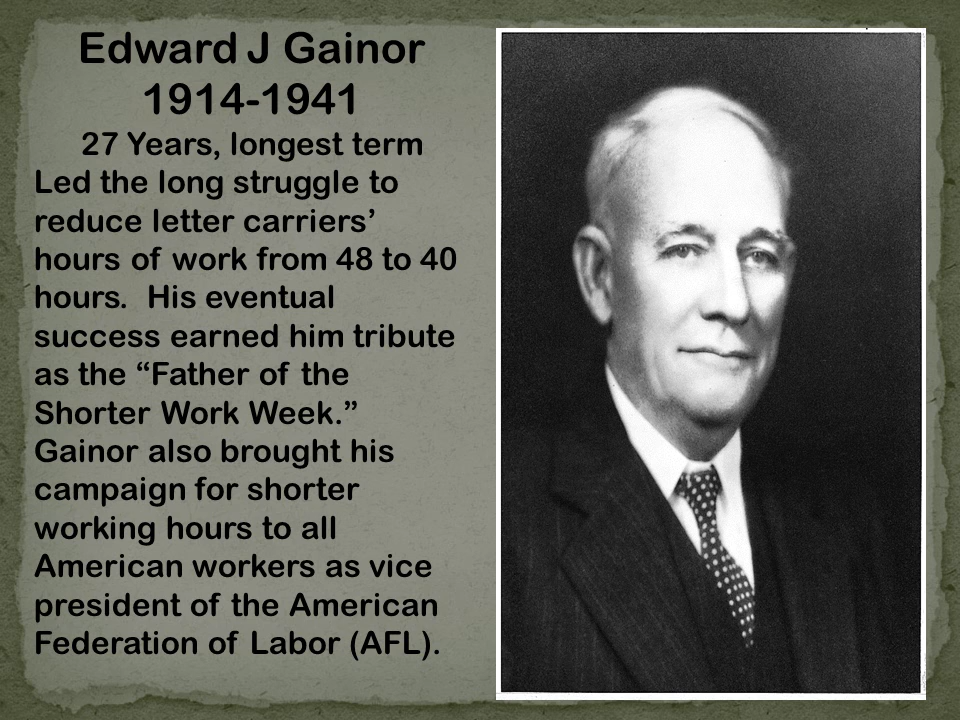 Edward J Gainor
1914-1941
27 Years, longest term
Led the long struggle to
reduce letter carriers’
hours of work from 48 to 40
hours.  His eventual
success earned him tribute
as the “Father of the
Shorter Work Week.”
Gainor also brought his
campaign for shorter
working hours to all
American workers as vice
president of the American
Federation of Labor (AFL).